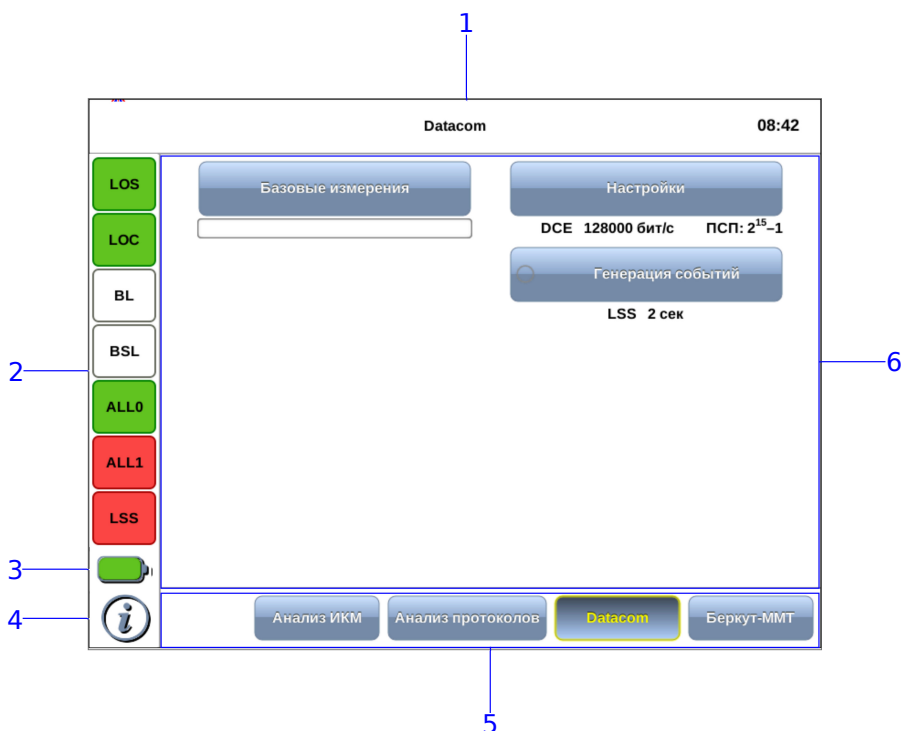 1
Datacom 08:42
LOS Базовые измерения Настройки
DCE 128000 бит/с ПСП: 2¹⁵–1
LOC
Генерация событий
BL
LSS 2 сек
BSL
2
6
ALL0
ALL1
LSS
3
4
Анализ ИКМ Анализ протоколов Datacom Беркут-ММТ
5